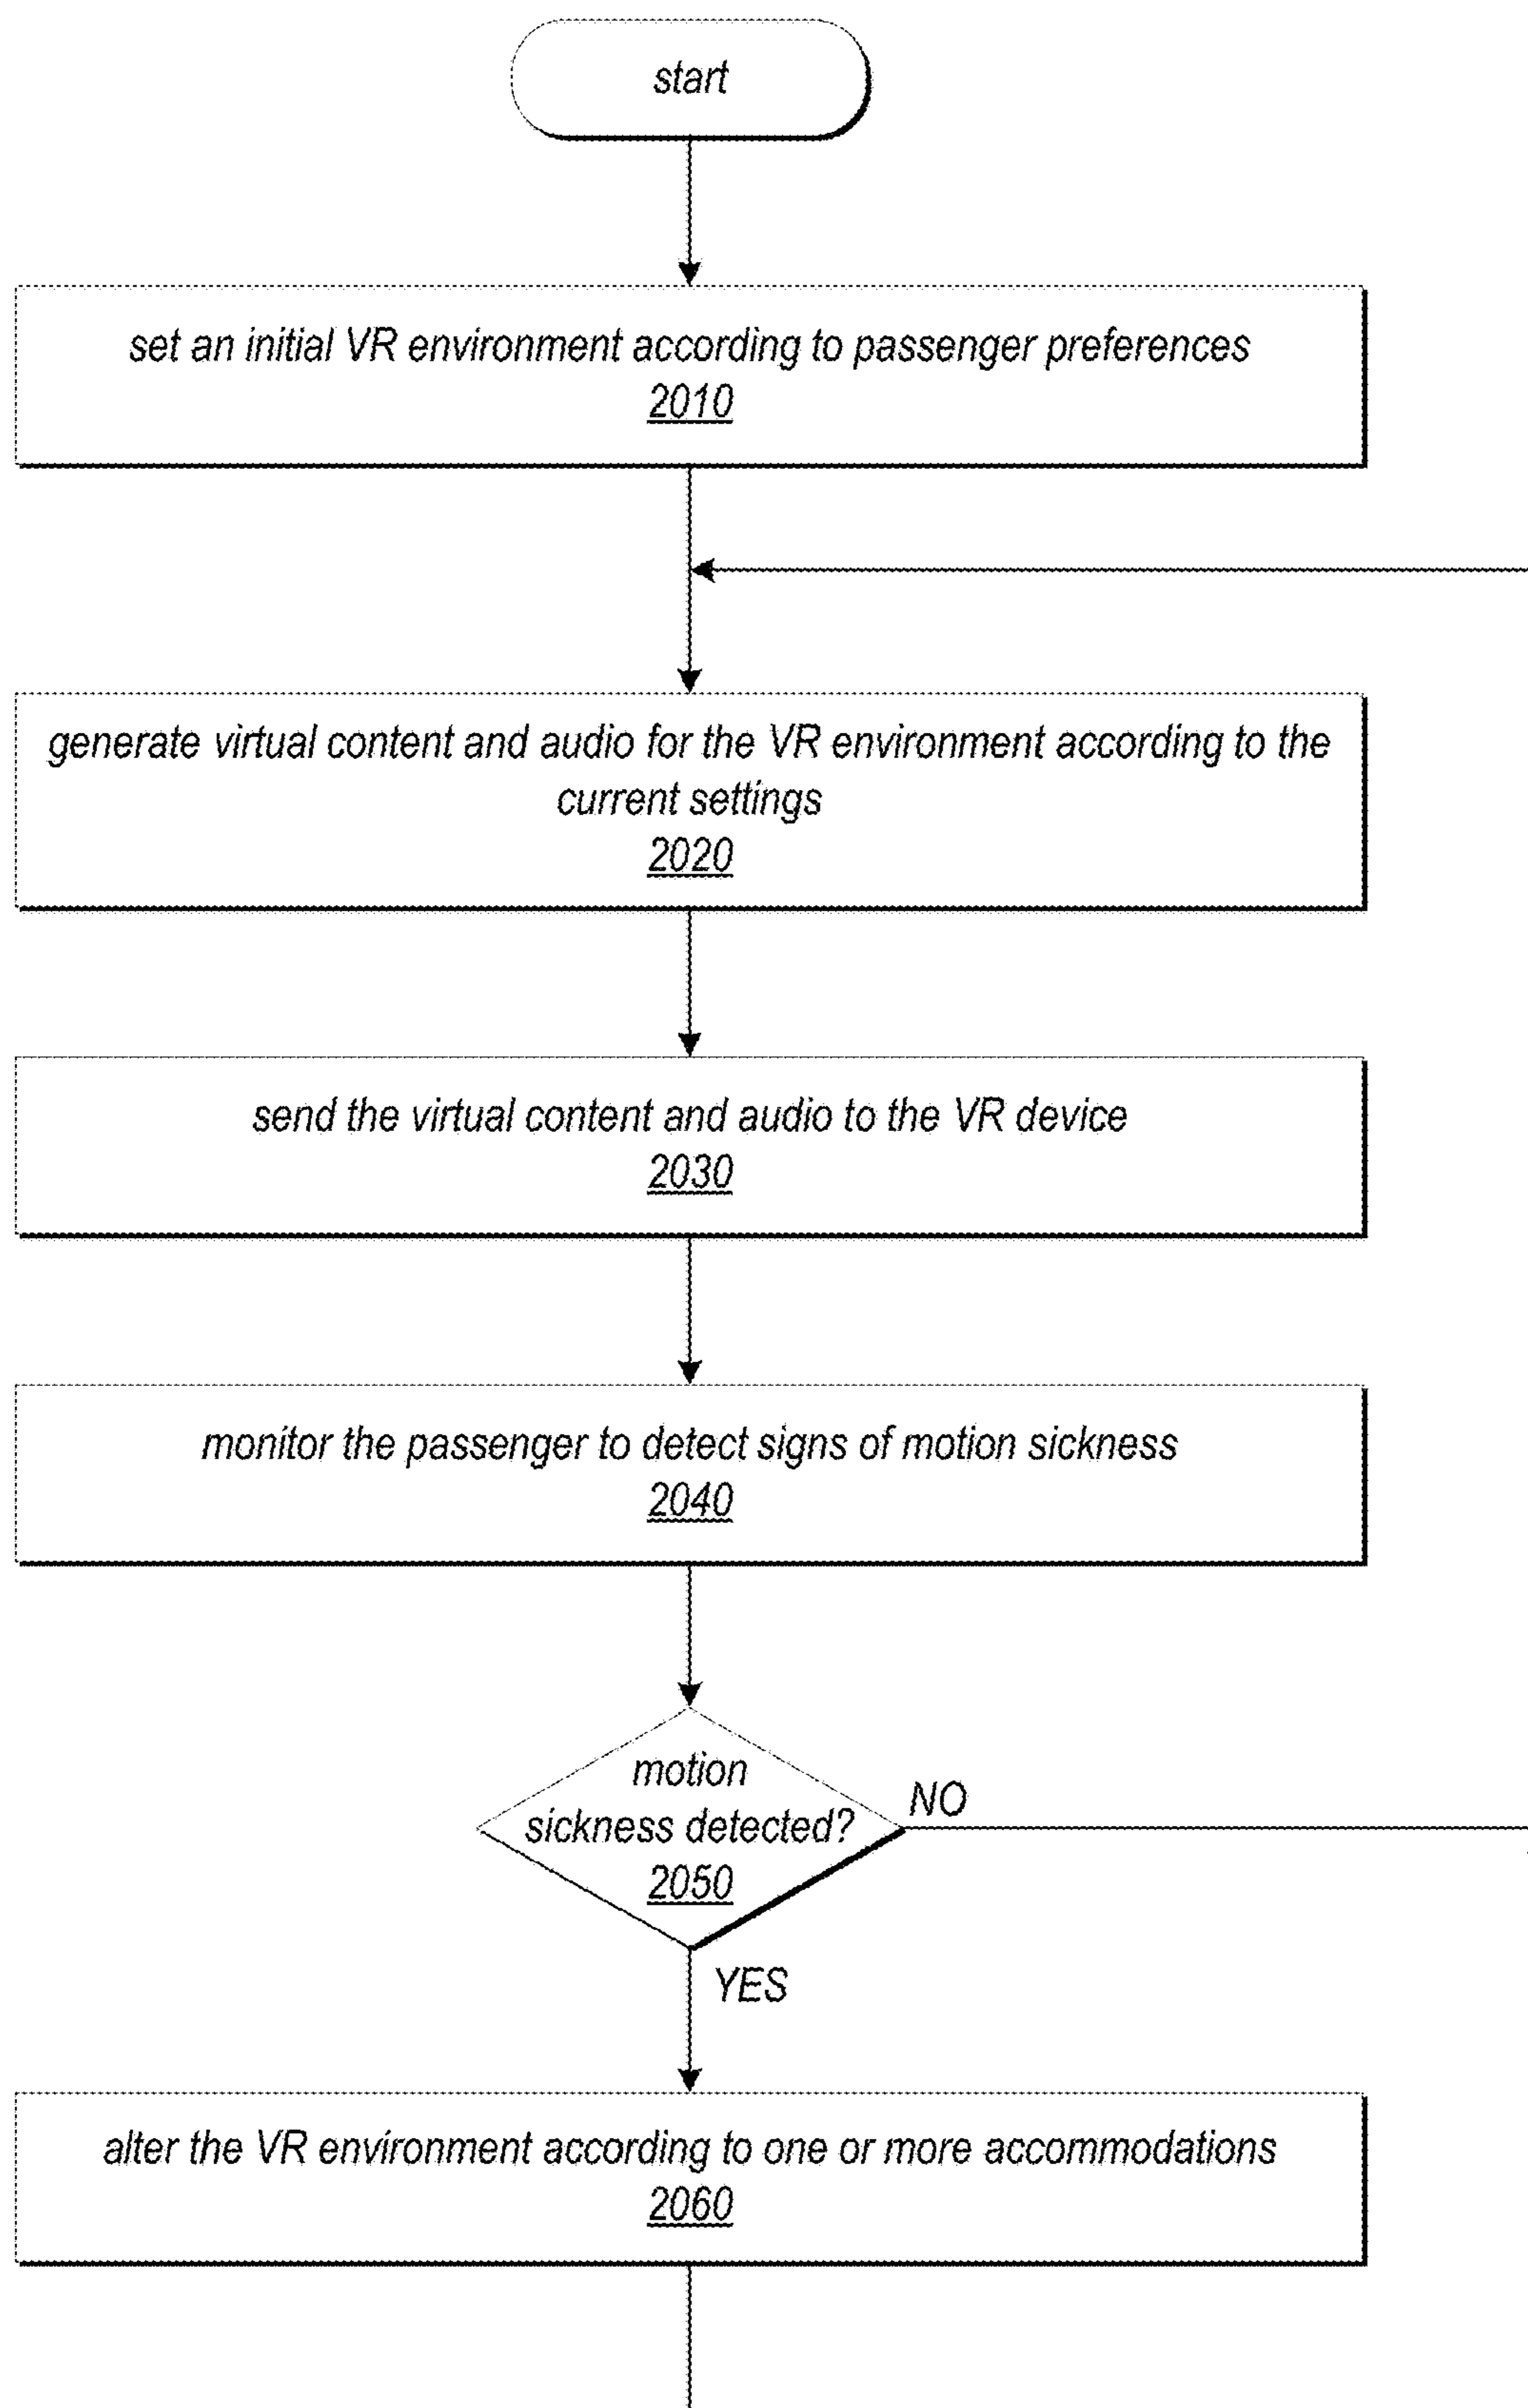 start
set an initial VR environment according to passenger preferences
2010
generate virtual content and audio for the VR environment according to the
current settings
2020
send the virtual content and audio to the VR device
2030
monitor the passenger to detect signs of motion sickness
2040
motion
sickness detected?
2050
NO
YES
alter the VR environment according to one or more accommodations
2060